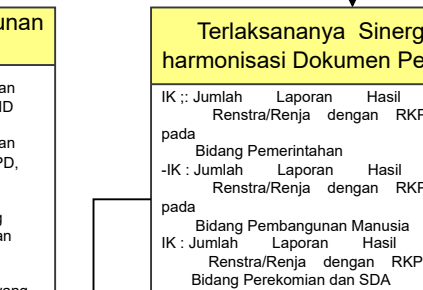 unan
an
ID
an
PD,
g
an
yang
Terlaksananya Sinerg
harmonisasi Dokumen Pe
IK ;: Jumlah Laporan Hasil
Renstra/Renja dengan RKP
pada
Bidang Pemerintahan
-IK : Jumlah Laporan Hasil
Renstra/Renja dengan RKP
pada
Bidang Pembangunan Manusia
IK : Jumlah Laporan Hasil
Renstra/Renja dengan RKP
Bidang Perekomian dan SDA